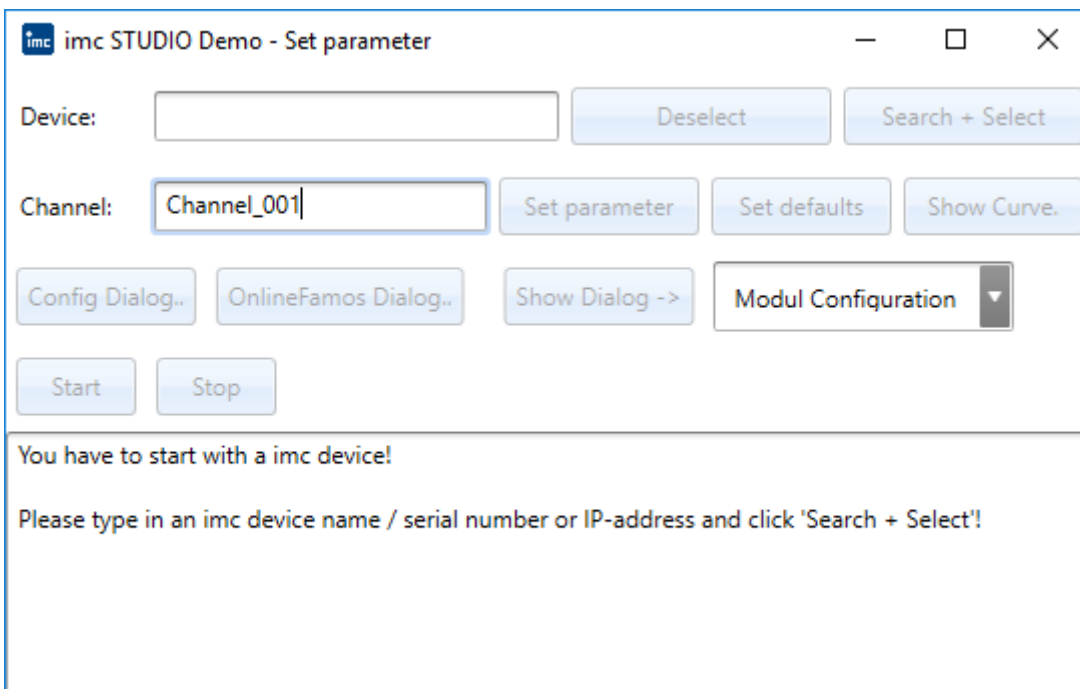 imc imc STUDIO Demo - Set parameter
Device: Deselect Search + Select
Channel: Channel_001 Set parameter Set defaults Show Curve.
Config Dialog.. OnlineFamos Dialog.. Show Dialog -> Modul Configuration
Start Stop
You have to start with a imc device!
Please type in an imc device name / serial number or IP-address and click 'Search + Select'!